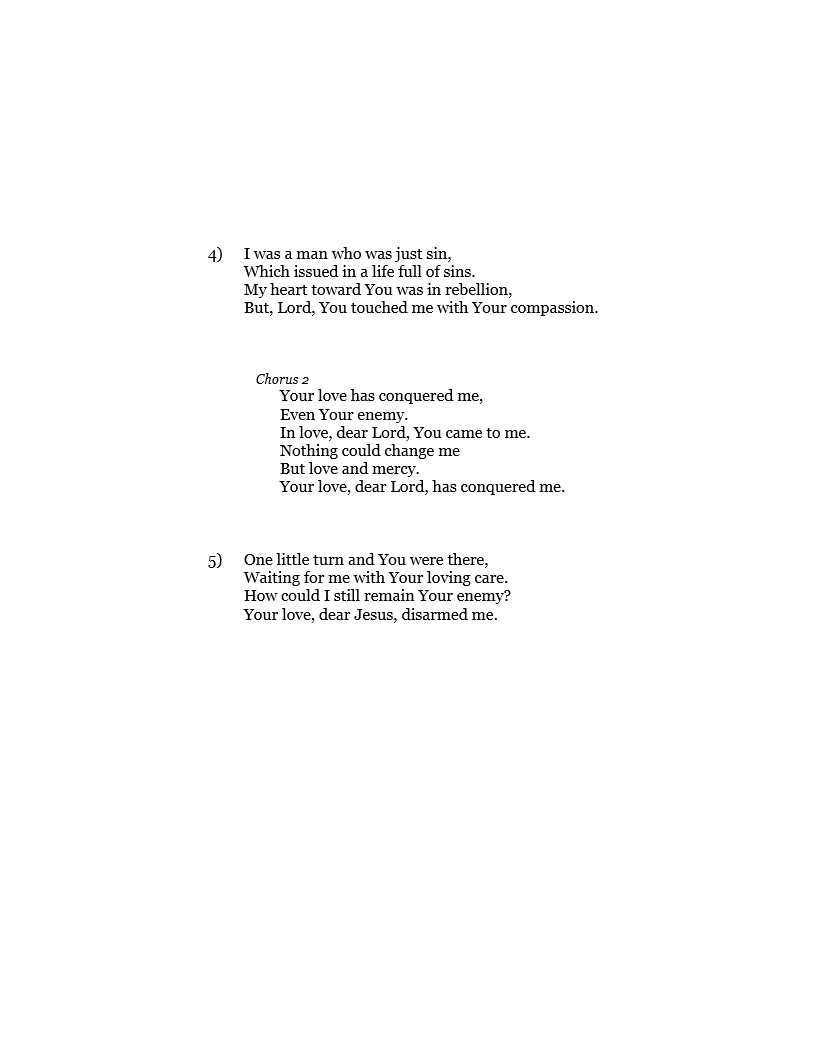 4) I was a man who was just sin,
Which issued in a life full of sins.
My heart toward You was in rebellion,
But, Lord, You touched me with Your compassion.
Chorus 2
Your love has conquered me,
Even Your enemy.
In love, dear Lord, You came to me.
Nothing could change me
But love and mercy.
Your love, dear Lord, has conquered me.
5) One little turn and You were there,
Waiting for me with Your loving care.
How could I still remain Your enemy?
Your love, dear Jesus, disarmed me.